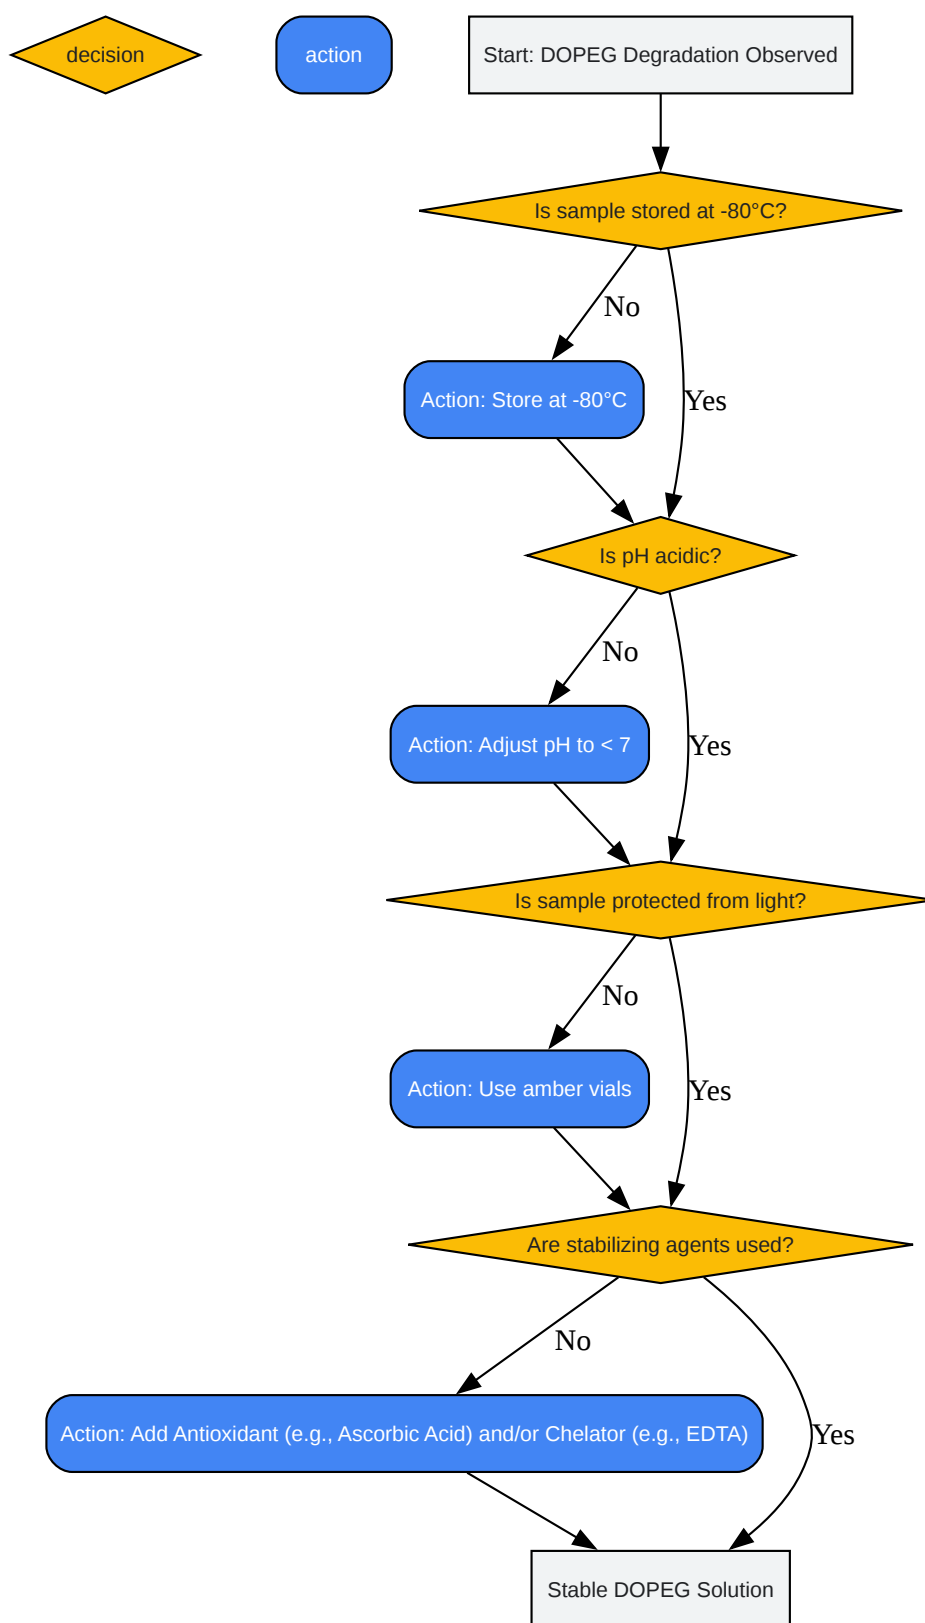 decision
action
Start: DOPEG Degradation Observed
Is sample stored at -80°C?
No
Action: Store at -80°C
Yes
Is pH acidic?
No
Action: Adjust pH to < 7
Yes
Is sample protected from light?
No
Action: Use amber vials
Yes
Are stabilizing agents used?
No
Action: Add Antioxidant (e.g., Ascorbic Acid) and/or Chelator (e.g., EDTA)
Yes
Stable DOPEG Solution